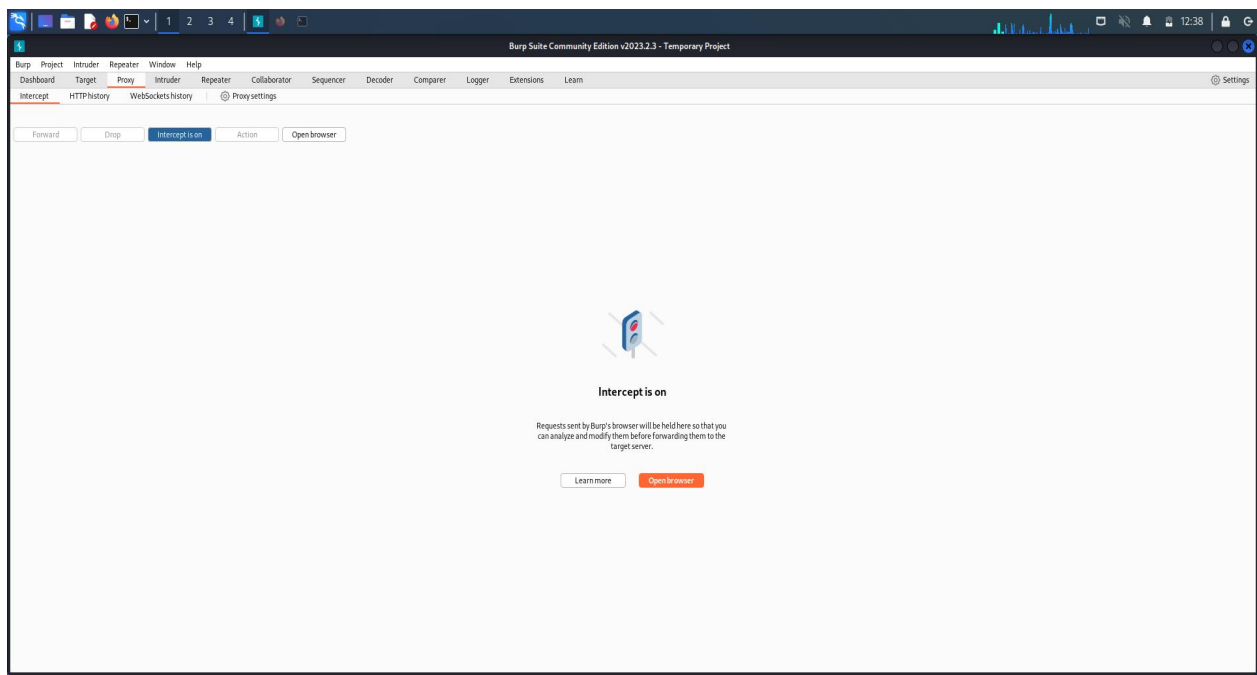 1 2 3 4 12:38
Burp Suite Community Edition v2023.2.3 - Temporary Project
Burp Project Intruder Repeater Window Help
Dashboard Target Proxy Intruder Repeater Collaborator Sequencer Decoder Comparer Logger Extensions Learn Settings
Intercept HTTP history WebSockets history Proxy settings
Forward Drop Intercept is on Action Open browser
Intercept is on
Requests sent by Burp's browser will be held here so that you
can analyze and modify them before forwarding them to the
target server.
Learn more Open browser